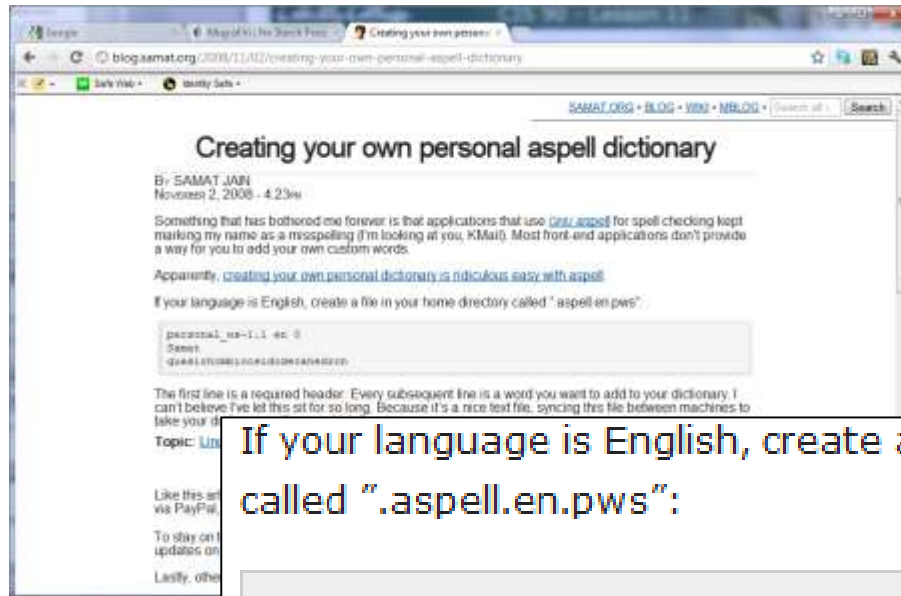 Google
Creating your own person
blog.samat.org/2008/11/02/creating-your-own-personal-aspell-dictionary
Safe Web
Identity Safe
SAMAT.ORG • BLOG • WIKI • MBLOG •
Search
Creating your own personal aspell dictionary
By SAMAT JAIN
November 2, 2008 - 4:23pm
Something that has bothered me forever is that applications that use GNU aspell for spell checking kept
marking my name as a misspelling (I'm looking at you, KMail). Most front-end applications don't provide
a way for you to add your own custom words.
Apparently, creating your own personal dictionary is ridiculous easy with aspell.
If your language is English, create a file in your home directory called ".aspell.en.pws":
personal_ws-1.1 en 0
Samat
The first line is a required header. Every subsequent line is a word you want to add to your dictionary. I
can't believe I've let this sit for so long. Because it's a nice text file, syncing this file between machines to
take your d
Topic: Linu
Like this art
via PayPal,
To stay on t
updates on
Lastly, other
If your language is English, create a
called ”.aspell.en.pws“: